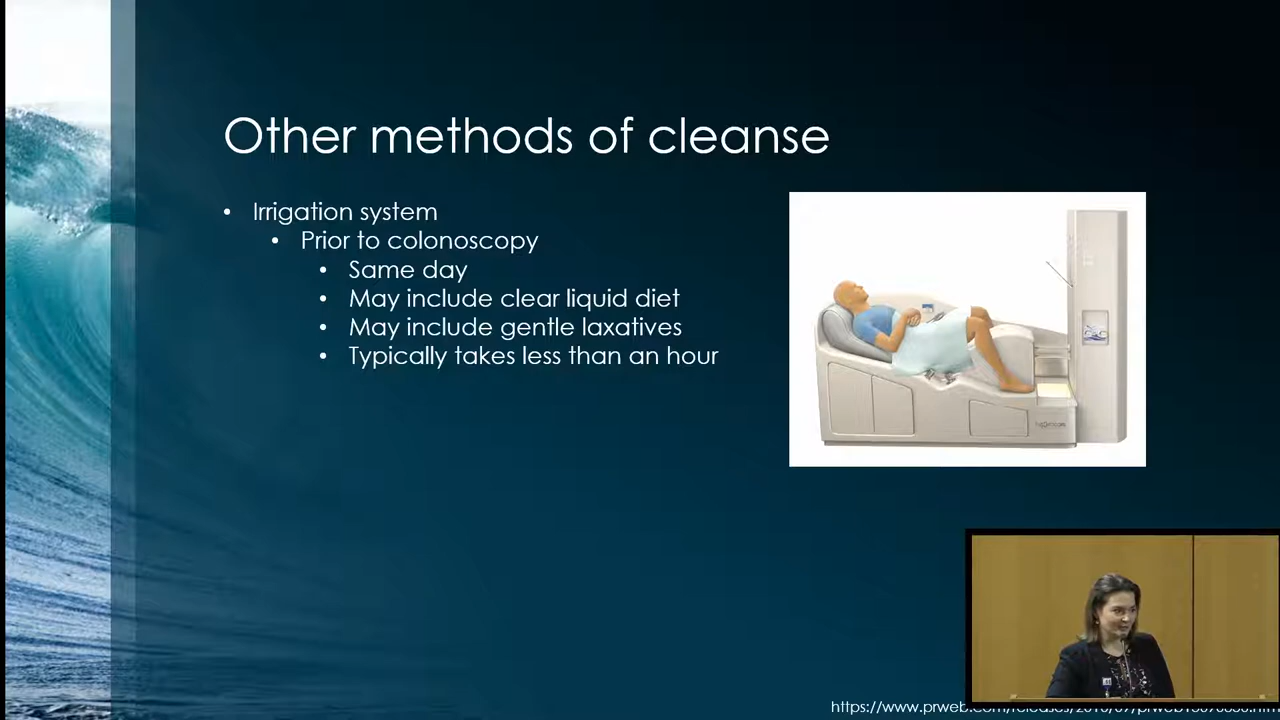 Other methods of cleanse
• Irrigation system
• Prior to colonoscopy
• Same day
• May include clear liquid diet
• May include gentle laxatives
• Typically takes less than an hour